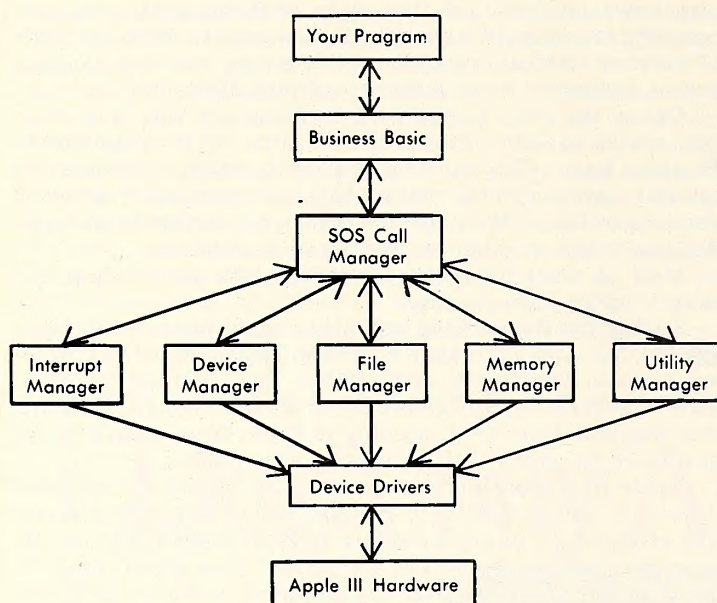 Your Pragram
Business Basic
SOS Call
Manager
Interrupt
Manager
Device
Manager
File
Manager
Memory
Manager
Utility
Manager
Device Drivers
Apple III Hardware